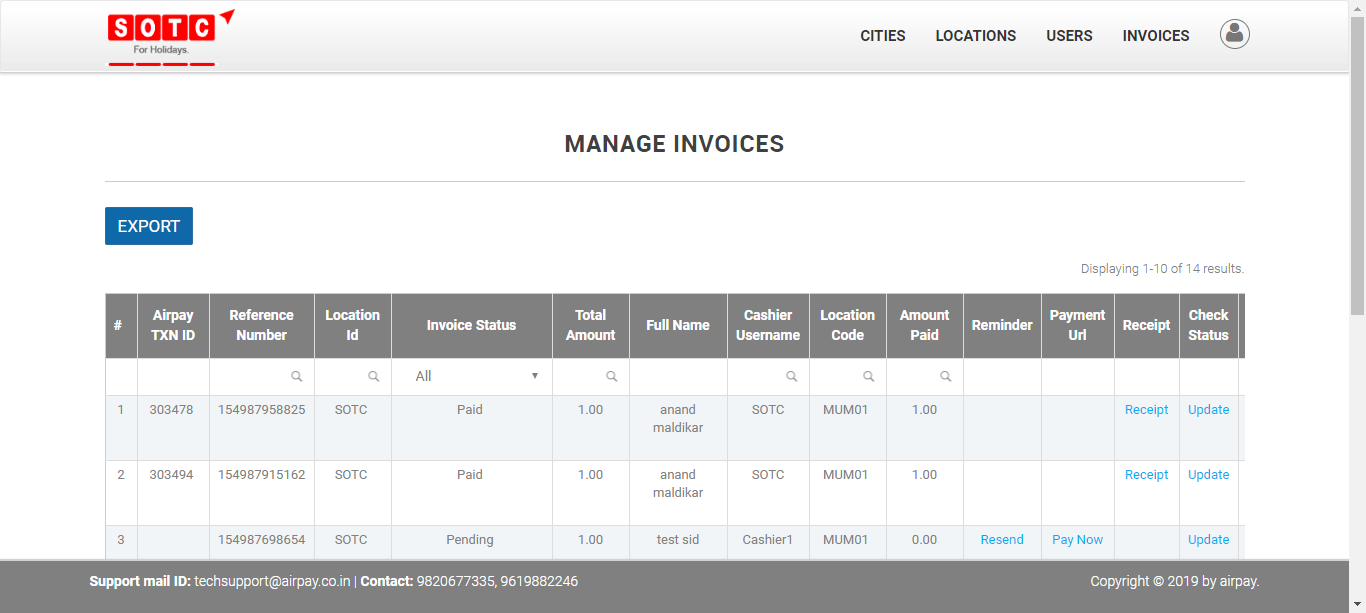 SOTC
For Holidays.
CITIES LOCATIONS USERS INVOICES
MANAGE INVOICES
EXPORT
Displaying 1-10 of 14 results.
# Airpay TXN ID Reference Number Location Id Invoice Status Total Amount Full Name Cashier Username Location Code Amount Paid Reminder Payment Url Receipt Check Status
All
1 303478 154987958825 SOTC Paid 1.00 anand maldikar SOTC MUM01 1.00 Receipt Update
2 303494 154987915162 SOTC Paid 1.00 anand maldikar SOTC MUM01 1.00 Receipt Update
3 154987698654 SOTC Pending 1.00 test sid Cashier1 MUM01 0.00 Resend Pay Now Update
Support mail ID: techsupport@airpay.co.in | Contact: 9820677335, 9619882246
Copyright © 2019 by airpay.